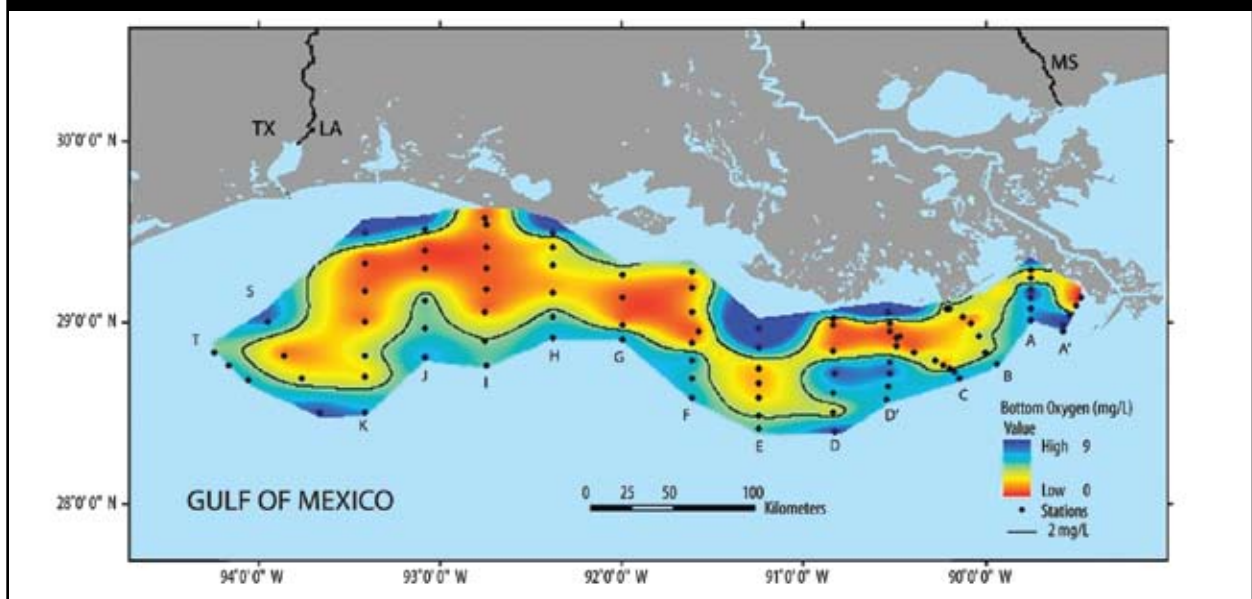 MS
TX LA
30°0'0" N
S
29°0'0" N
T
A
A'
J
I
H
G
B
C
K
F
D'
E
D
Bottom Oxygen (mg/L)
Value
High 9
Low 0
Stations
2 mg/L
GULF OF MEXICO
0 25 50 100
Kilometers
28°0'0" N
94°0'0" W 93°0'0" W 92°0'0" W 91°0'0" W 90°0'0" W